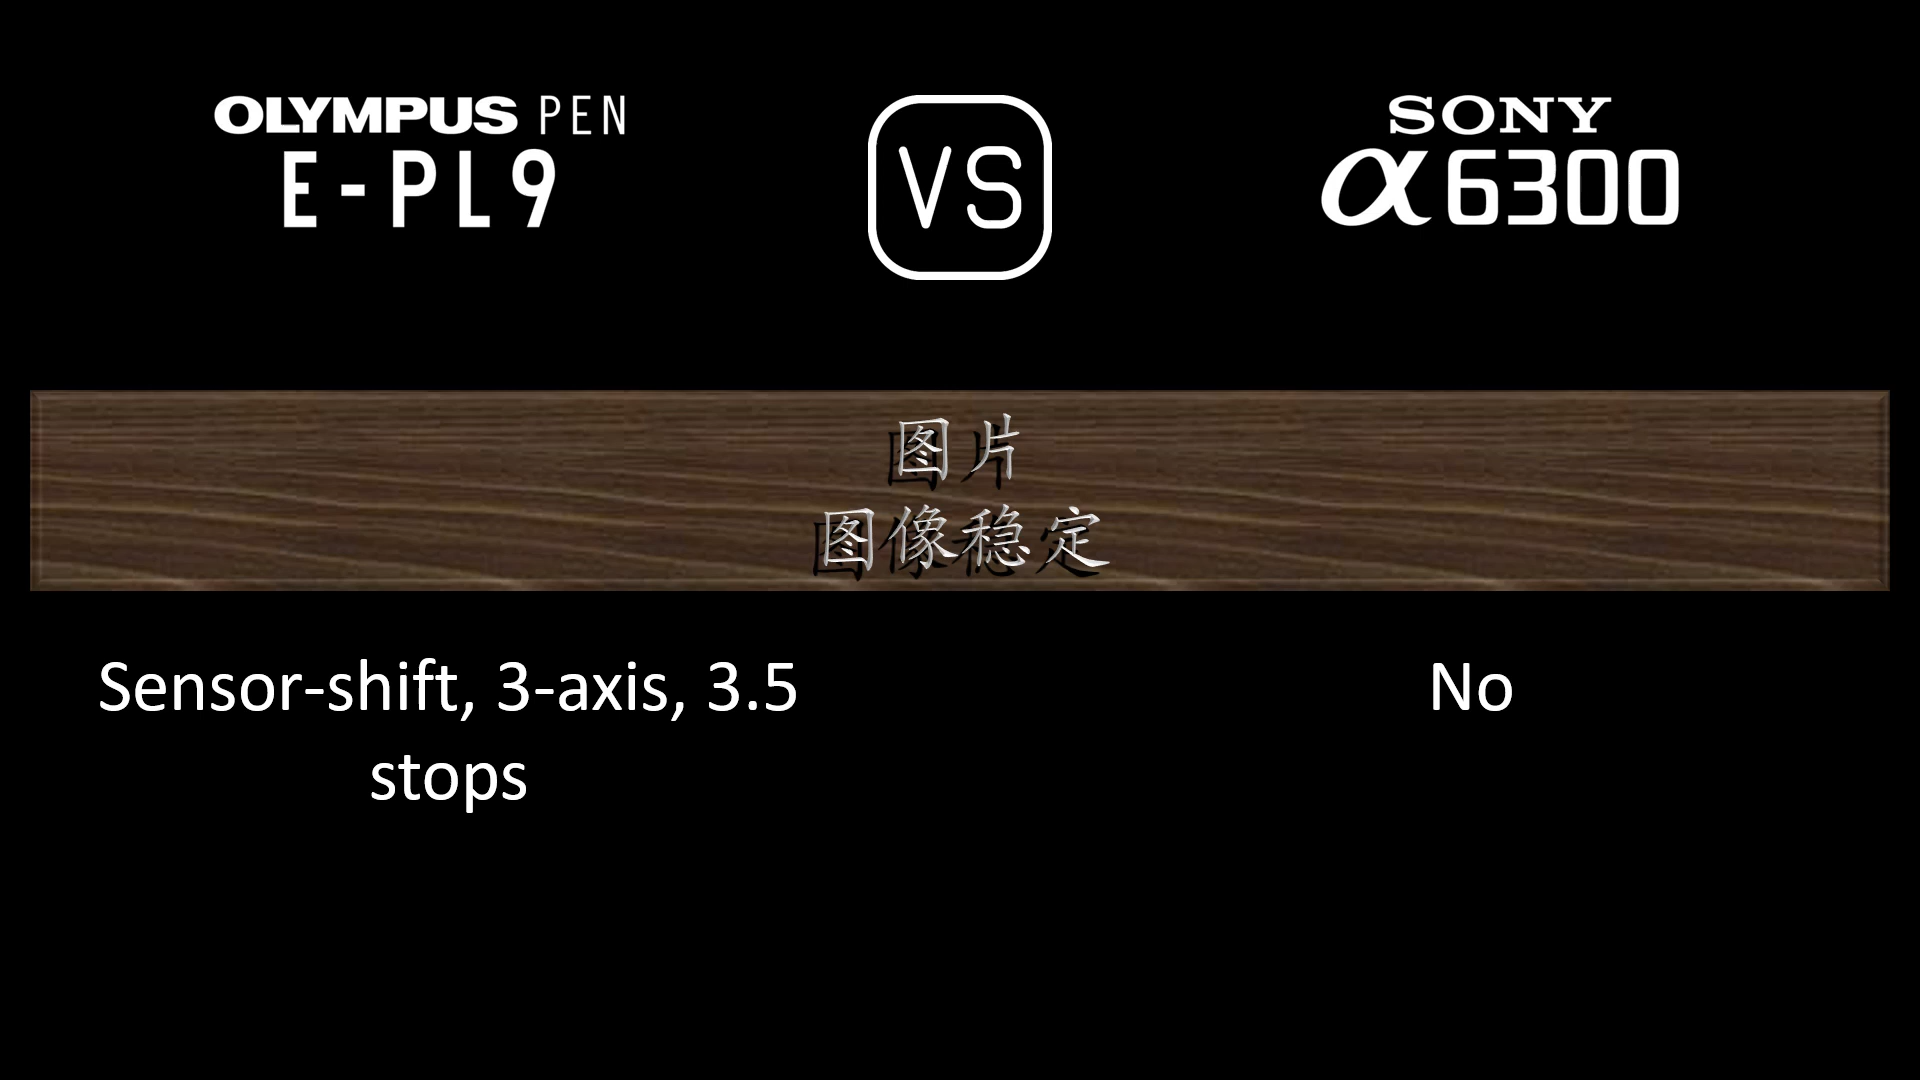 OLYMPUS PEN
E-PL9
VS
SONY
α6300
图片
图像稳定
Sensor-shift, 3-axis, 3.5
stops
No